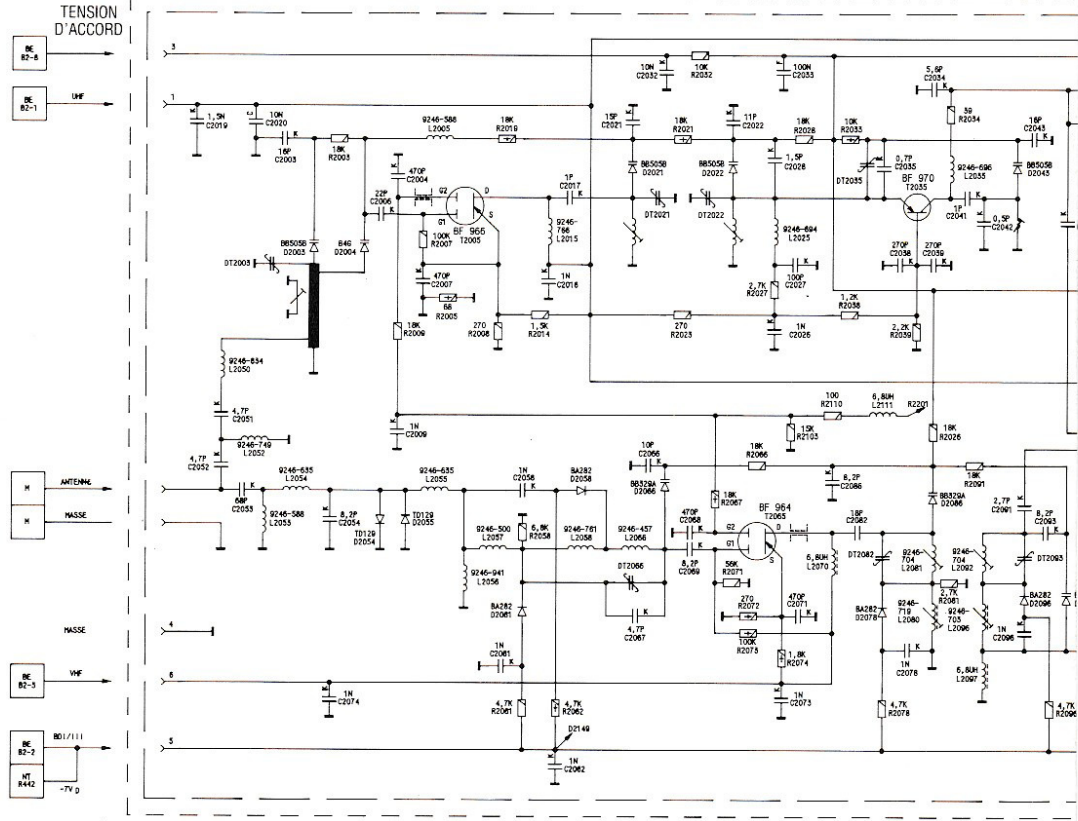 TENSION
D'ACCORD
BE
B2-6
3
BE
B2-1
UHF
1
1,5N
C2019
10N
C2020
16P
C2003
18K
R2003
9246-588
L2005
18K
R2019
10N
C2032
10K
R2032
100N
C2033
15P
C2021
18K
R2021
11P
C2022
18K
R2028
10K
R2033
5,6P
C2034
39
R2034
16P
C2043
470P
C2004
22P
C2006
G2
D
G1
S
BF 966
T2005
1P
C2017
BB505B
D2021
DT2021
BB505B
D2022
DT2022
1,5P
C2028
DT2035
0,7P
C2035
BF 970
T2035
9246-696
L2035
BB505B
D2043
1P
C2041
0,5P
C2042
BB505B
D2003
DT2003
D2004
100K
R2007
470P
C2007
68
R2005
9246-
766
L2015
1N
C2016
9246-694
L2025
100P
C2027
2,7K
R2027
270P
C2038
270P
C2039
18K
R2009
270
R2008
1,5K
R2014
270
R2023
1N
C2026
1,2K
R2038
2,2K
R2039
9246-634
L2050
4,7P
C2051
9246-749
L2052
4,7P
C2052
1N
C2009
15K
R2103
100
R2110
6,8UH
L2111
R2201
18K
R2026
M
ANTENNE
M
MASSE
68P
C2053
9246-635
L2054
9246-588
L2053
8,2P
C2054
TD129
D2054
TD129
D2055
9246-635
L2055
1N
C2058
BA282
D2058
10P
C2066
BB329A
D2066
18K
R2066
8,2P
C2086
BB329A
D2086
18K
R2091
9246-500
L2057
6,8K
R2058
9246-761
L2058
9246-457
L2066
18K
R2067
470P
C2068
8,2P
C2069
G2
D
G1
S
BF 964
T2065
18P
C2082
DT2082
9246-
704
L2081
9246-
704
L2092
2,7P
C2091
8,2P
C2093
DT2093
9246-941
L2056
BA282
D2061
DT2066
4,7P
C2067
56K
R2071
270
R2072
100K
R2073
470P
C2071
1,8K
R2074
6,8UH
L2070
BA282
D2078
9246-
719
L2080
2,7K
R2081
9246-
703
L2096
BA282
D2096
1N
C2096
MASSE
4
1N
C2061
1N
C2078
6,8UH
L2097
BE
B2-3
VHF
6
1N
C2074
4,7K
R2061
4,7K
R2062
1N
C2073
4,7K
R2078
4,7K
R2096
BE
B2-2
BDI/III
5
D2149
NT
R442
-7V D
1N
C2062